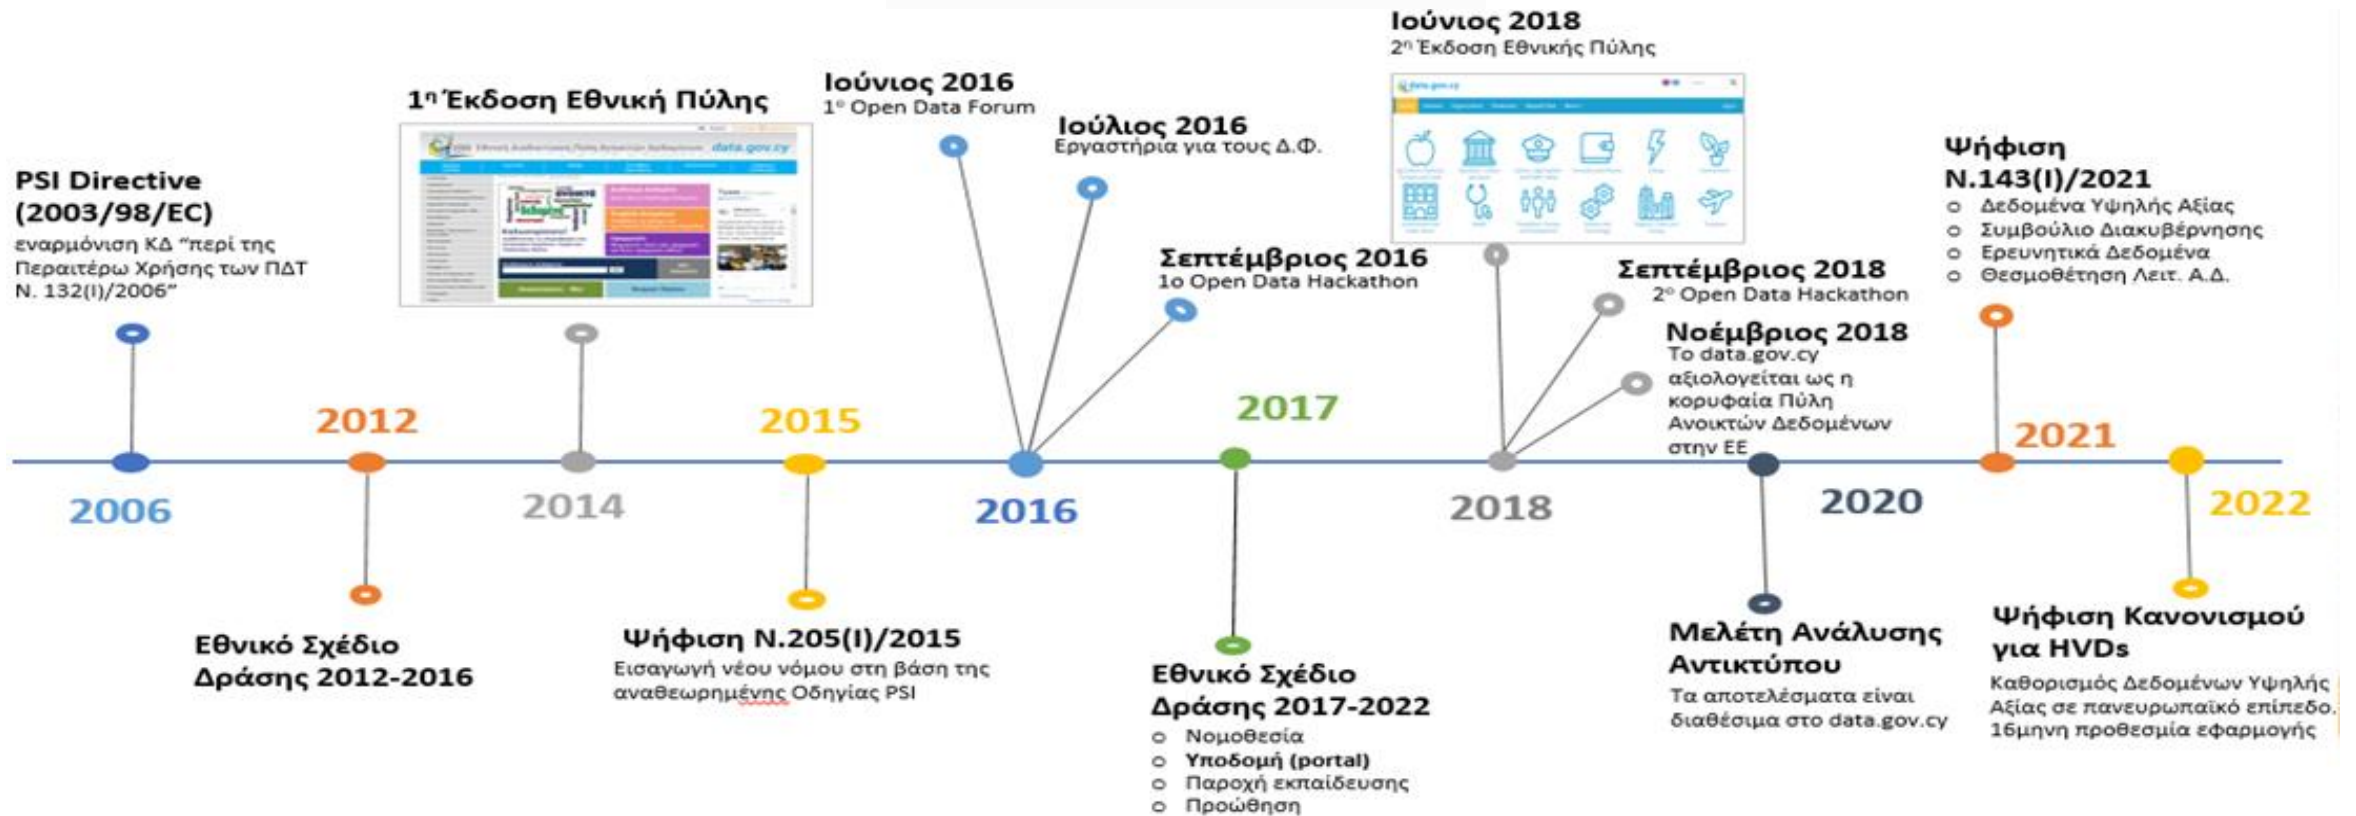 PSI Directive
(2003/98/EC)
εναρμόνιση ΚΔ “περί της
Περαιτέρω Χρήσης των ΠΔΤ
Ν. 132(Ι)/2006”
2006
2012
Εθνικό Σχέδιο
Δράσης 2012-2016
1η Έκδοση Εθνική Πύλης
data.gov.cy
2014
2015
Ψήφιση Ν.205(Ι)/2015
Εισαγωγή νέου νόμου στη βάση της
αναθεωρημένης Οδηγίας PSI
Ιούνιος 2016
1ο Open Data Forum
Ιούλιος 2016
Εργαστήρια για τους Δ.Φ.
Σεπτέμβριος 2016
1ο Open Data Hackathon
2016
2017
Εθνικό Σχέδιο
Δράσης 2017-2022
o Νομοθεσία
o Υποδομή (portal)
o Παροχή εκπαίδευσης
o Προώθηση
Ιούνιος 2018
2η Έκδοση Εθνικής Πύλης
data.gov.cy
Σεπτέμβριος 2018
2ο Open Data Hackathon
Νοέμβριος 2018
Το data.gov.cy
αξιολογείται ως η
κορυφαία Πύλη
Ανοικτών Δεδομένων
στην ΕΕ
2018
2020
Μελέτη Ανάλυσης
Αντικτύπου
Τα αποτελέσματα είναι
διαθέσιμα στο data.gov.cy
Ψήφιση
Ν.143(Ι)/2021
o Δεδομένα Υψηλής Αξίας
o Συμβούλιο Διακυβέρνησης
o Ερευνητικά Δεδομένα
o Θεσμοθέτηση Λειτ. Α.Δ.
2021
2022
Ψήφιση Κανονισμού
για HVDs
Καθορισμός Δεδομένων Υψηλής
Αξίας σε πανευρωπαϊκό επίπεδο.
16μηνη προθεσμία εφαρμογής